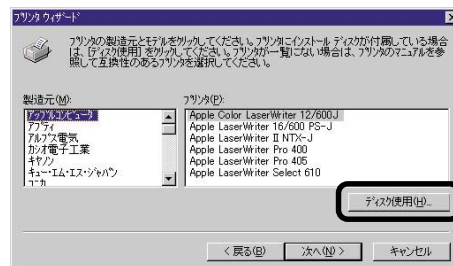 プリンタ ウィザード
プリンタの製造元とモデルをクリックしてください。プリンタにインストール ディスクが付属している場合
は、[ディスク使用] をクリックしてください。プリンタが一覧にない場合は、プリンタのマニュアルを参
照して互換性のあるプリンタを選択してください。
製造元(M):
アップルコンピュータ
アプティ
アルプス電気
カシオ電子工業
キヤノン
キュー・エム・エス・ジャパン
コニカ
プリンタ(P):
Apple Color LaserWriter 12/600J
Apple LaserWriter 16/600 PS-J
Apple LaserWriter II NTX-J
Apple LaserWriter Pro 400
Apple LaserWriter Pro 405
Apple LaserWriter Select 610
ディスク使用(H)...
< 戻る(B)
次へ(N) >
キャンセル